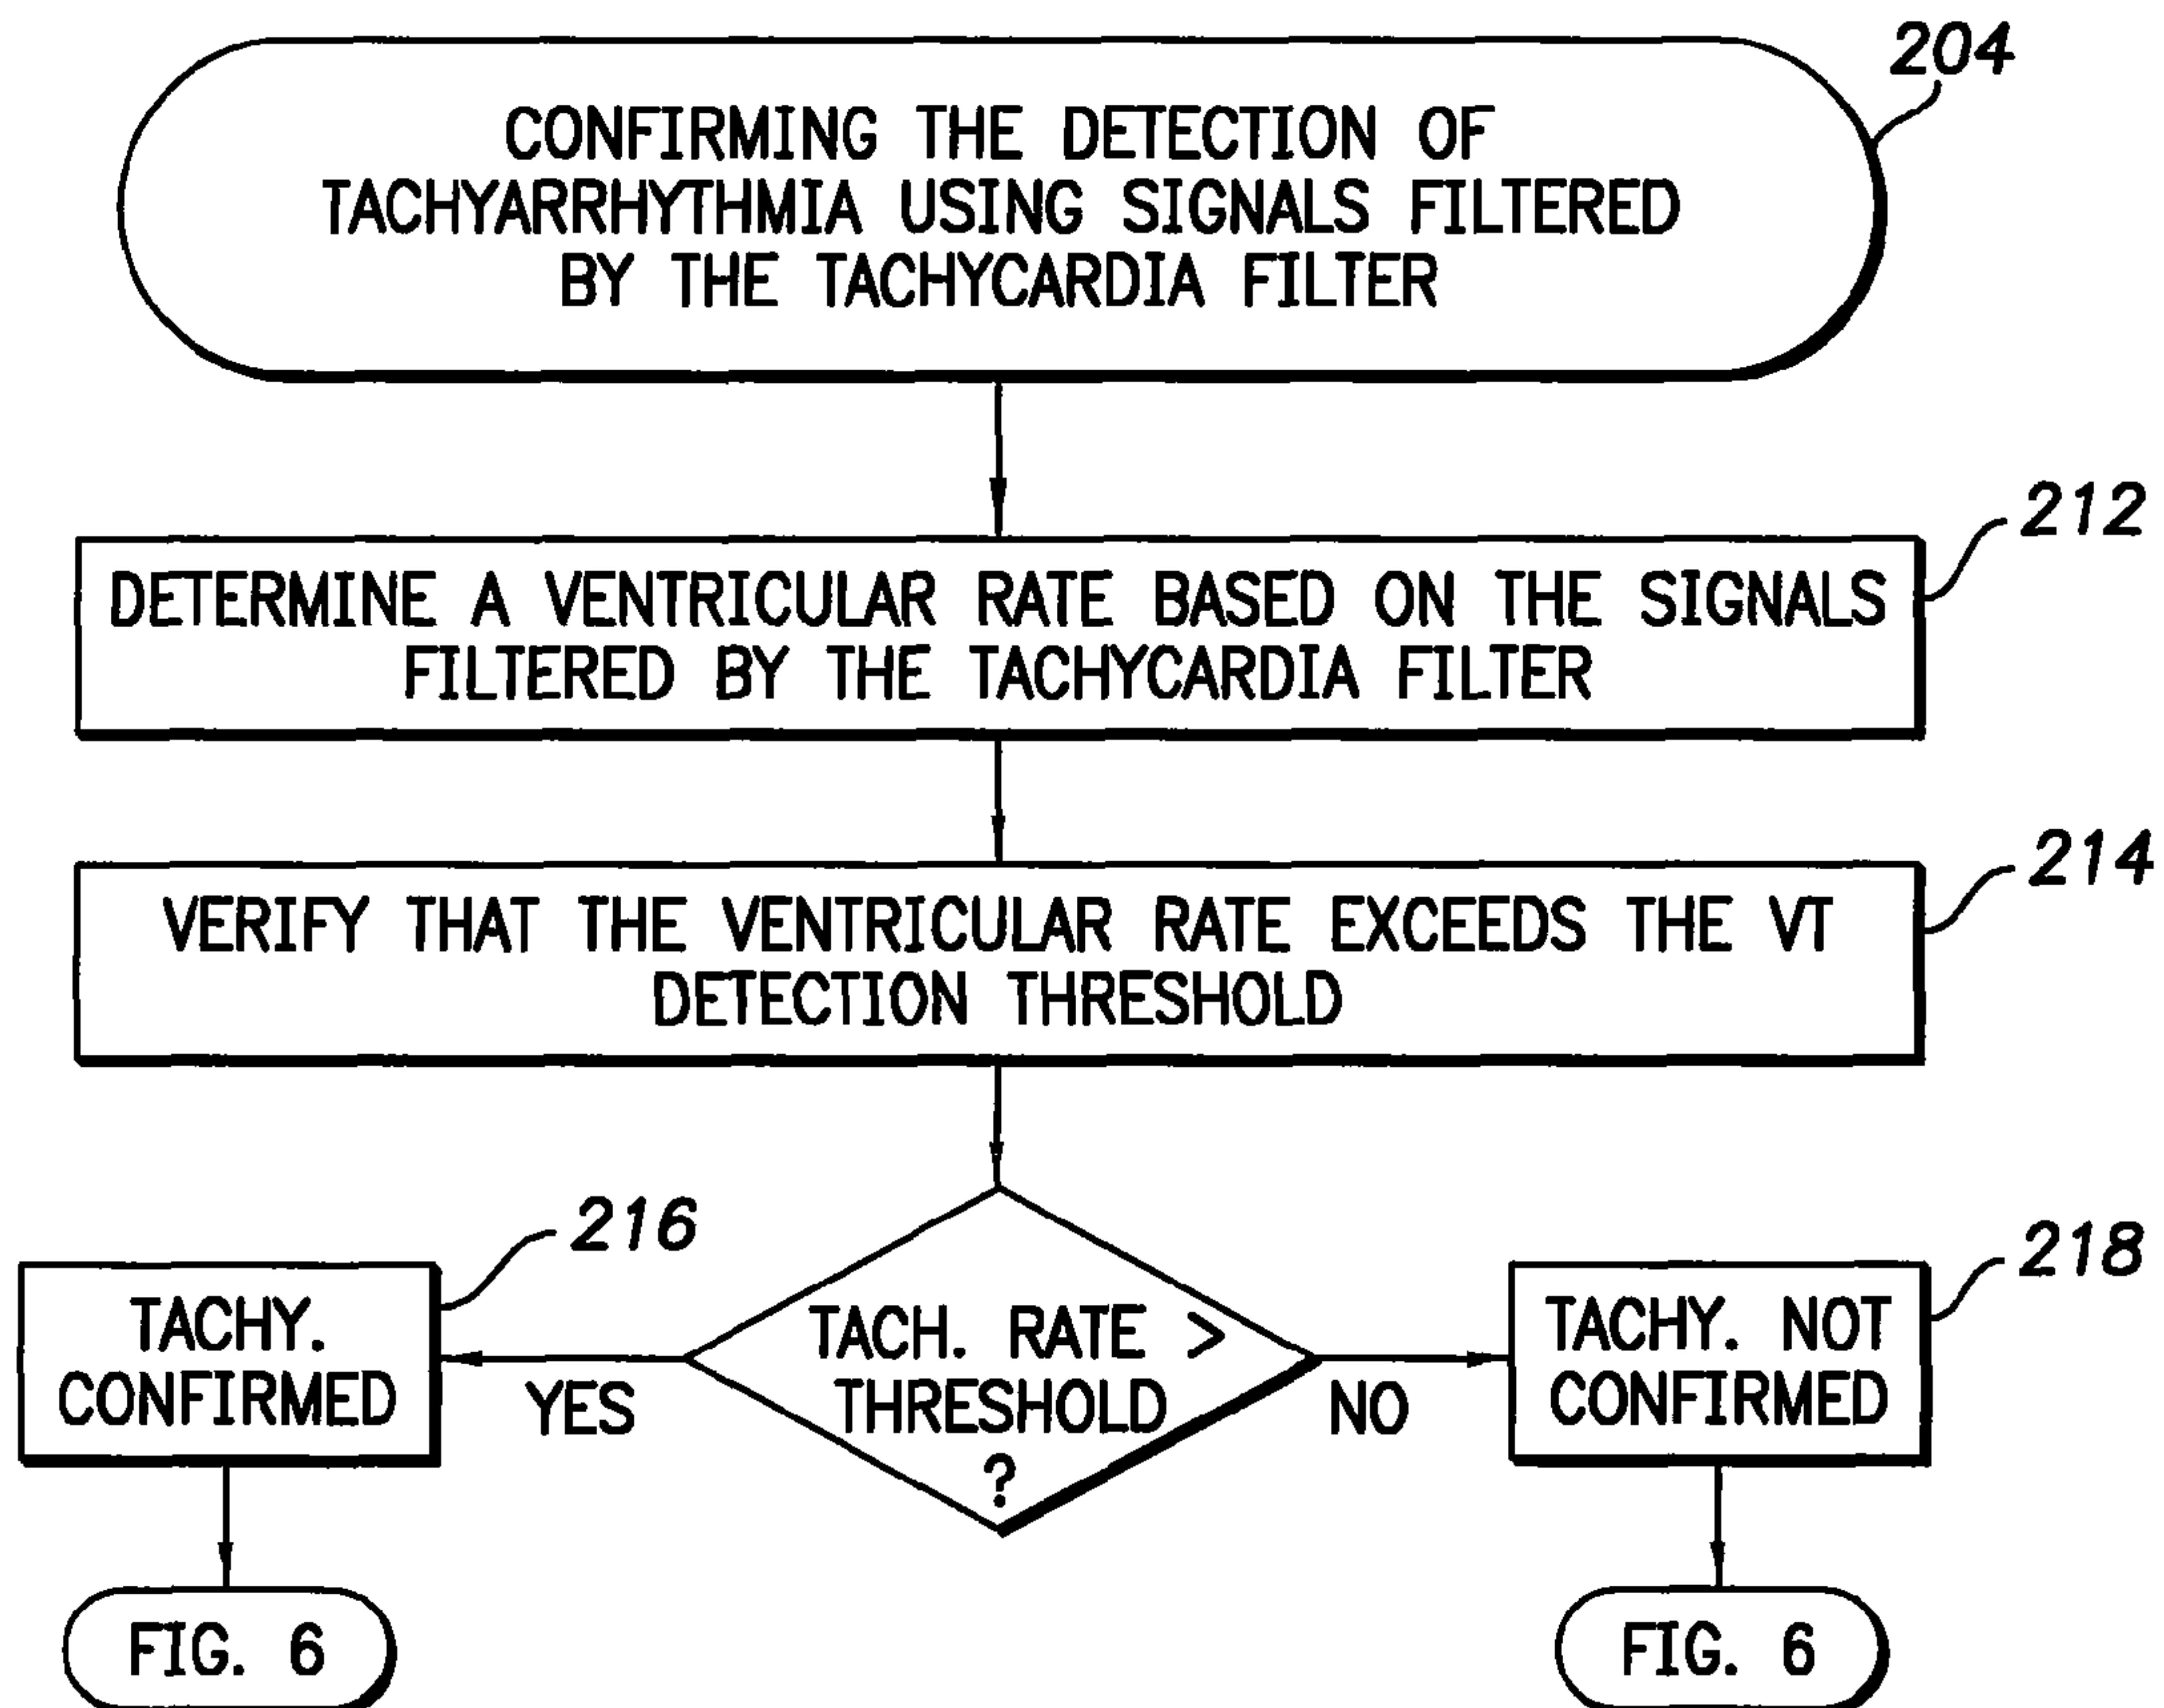 204
CONFIRMING THE DETECTION OF
TACHYARRHYTHMIA USING SIGNALS FILTERED
BY THE TACHYCARDIA FILTER
212
DETERMINE A VENTRICULAR RATE BASED ON THE SIGNALS
FILTERED BY THE TACHYCARDIA FILTER
214
VERIFY THAT THE VENTRICULAR RATE EXCEEDS THE VT
DETECTION THRESHOLD
216
TACHY.
CONFIRMED
YES
TACH. RATE >
THRESHOLD
?
NO
218
TACHY. NOT
CONFIRMED
FIG. 6
FIG. 6